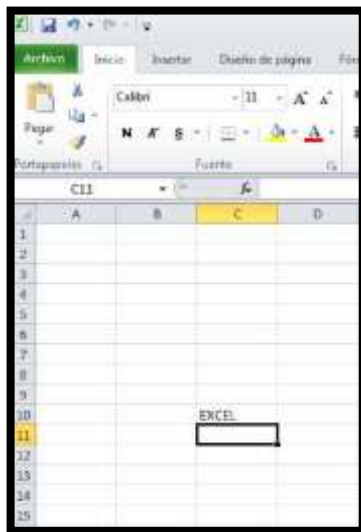 Archivo Inicio Insertar Diseño de página Fór
Calibri 11 A A
Pegar N K S A
Portapapeles Fuente
C11 fx
A B C D
1
2
3
4
5
6
7
8
9
10 EXCEL
11
12
13
14
15